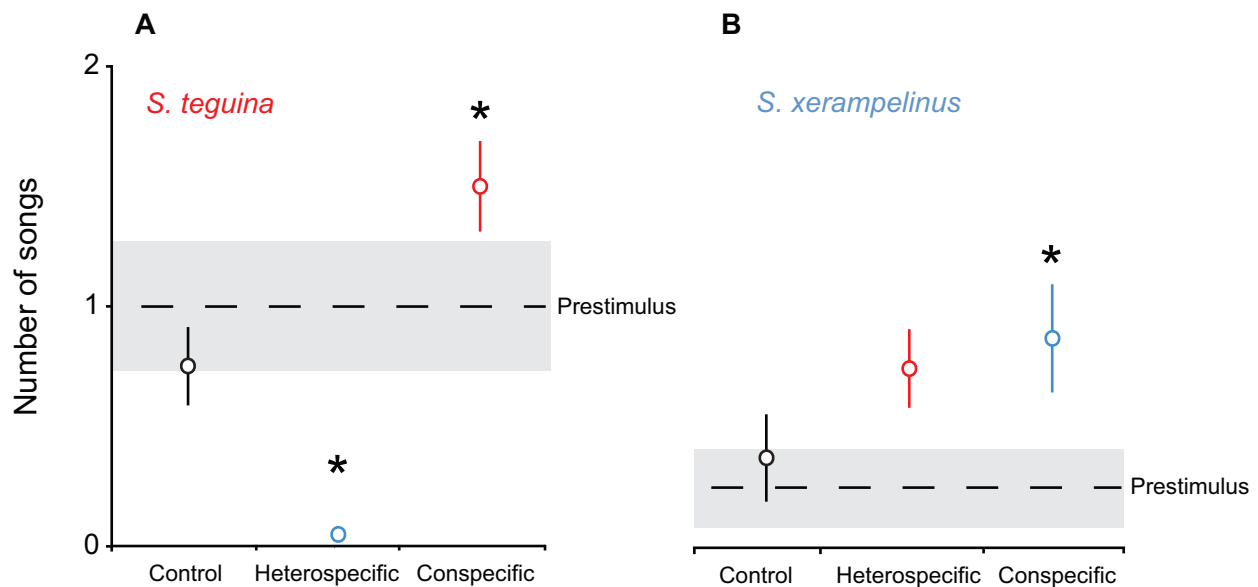 A
B
2
S. teguina
*
S. xerampelinus
*
1
Prestimulus
Number of songs
*
Prestimulus
0
Control Heterospecific Conspecific
Control Heterospecific Conspecific